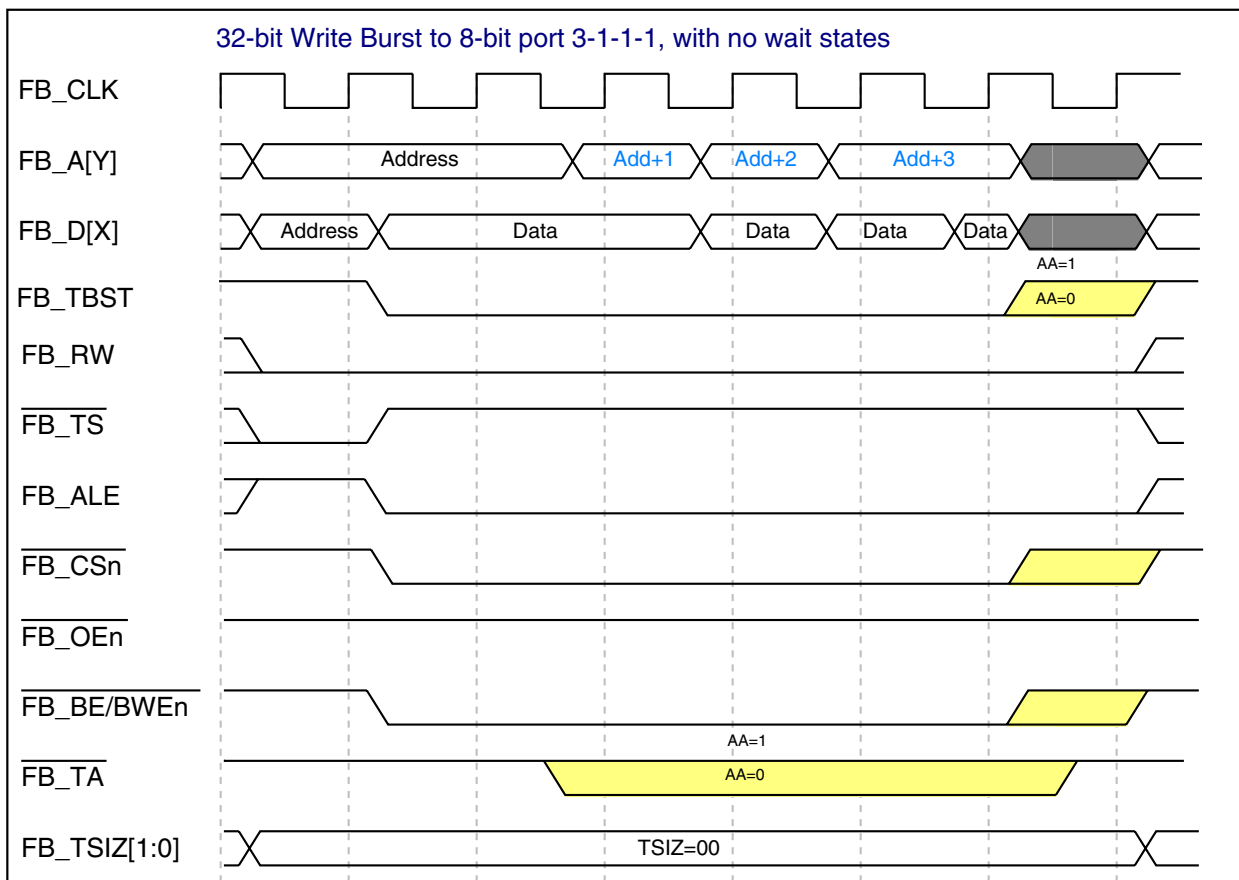 32-bit Write Burst to 8-bit port 3-1-1-1, with no wait states
FB_CLK
FB_A[Y] Address Add+1 Add+2 Add+3
FB_D[X] Address Data Data Data Data
AA=1
FB_TBST AA=0
FB_RW
FB_TS
FB_ALE
FB_CSn
FB_OEn
FB_BE/BWEn
AA=1
FB_TA AA=0
FB_TSIZ[1:0] TSIZ=00